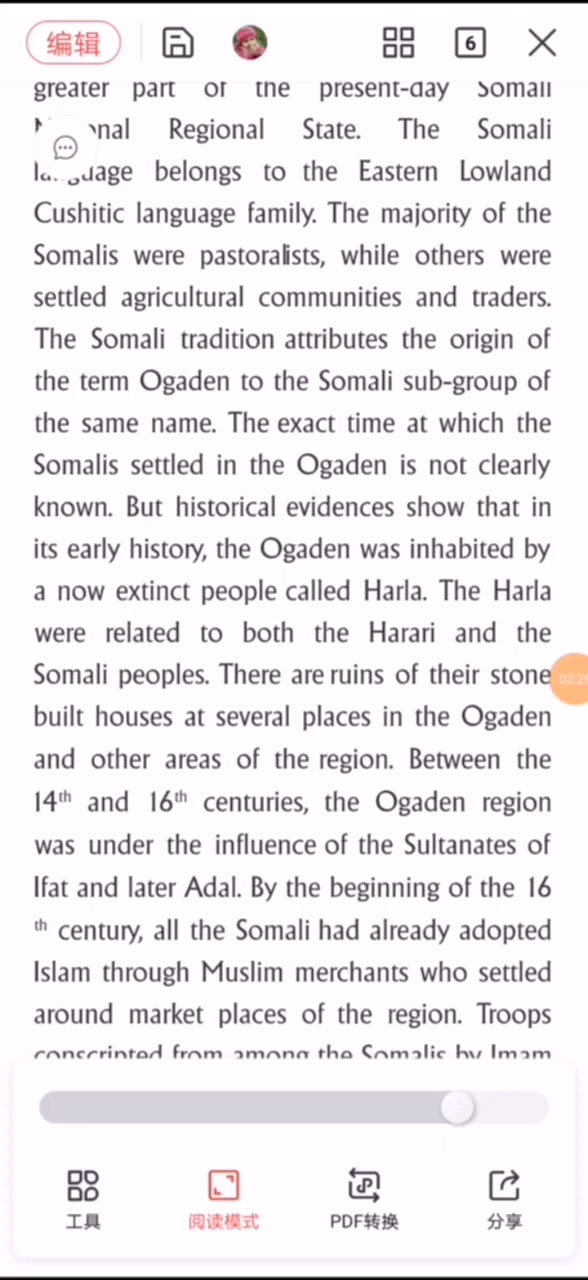 编辑
6
greater part of the present-day Somali
nal Regional State. The Somali
language belongs to the Eastern Lowland
Cushitic language family. The majority of the
Somalis were pastoralists, while others were
settled agricultural communities and traders.
The Somali tradition attributes the origin of
the term Ogaden to the Somali sub-group of
the same name. The exact time at which the
Somalis settled in the Ogaden is not clearly
known. But historical evidences show that in
its early history, the Ogaden was inhabited by
a now extinct people called Harla. The Harla
were related to both the Harari and the
Somali peoples. There are ruins of their stone
built houses at several places in the Ogaden
and other areas of the region. Between the
14th and 16th centuries, the Ogaden region
was under the influence of the Sultanates of
Ifat and later Adal. By the beginning of the 16
th century, all the Somali had already adopted
Islam through Muslim merchants who settled
around market places of the region. Troops
conscripted from among the Somalis by Imam
工具
阅读模式
PDF转换
分享